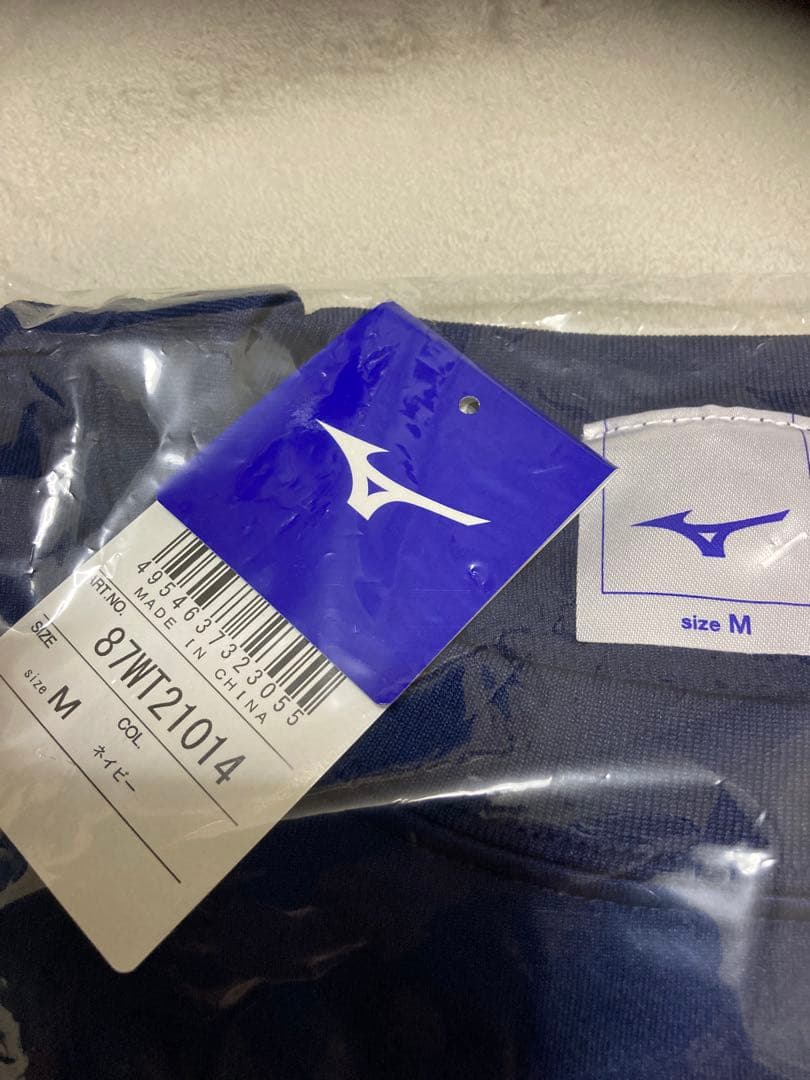 4954637323055
MADE IN CHINA
ART.NO.
87WT21014
SIZE
size M
COL
ネイビー
size M